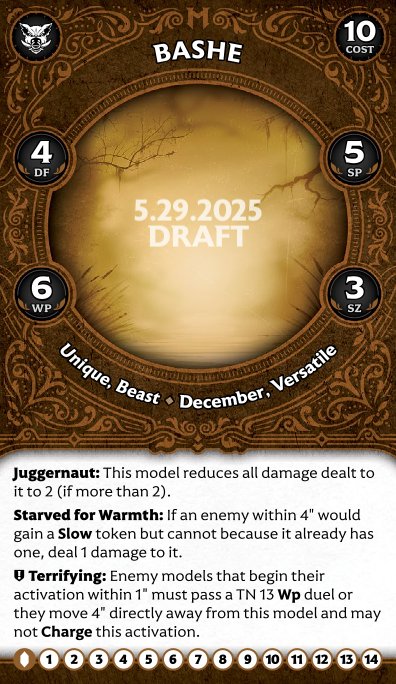 BASHE
10
COST
4
DF
5
SP
5.29.2025
DRAFT
6
WP
3
SZ
Unique, Beast ◆ December, Versatile
Juggernaut: This model reduces all damage dealt to
it to 2 (if more than 2).
Starved for Warmth: If an enemy within 4" would
gain a Slow token but cannot because it already has
one, deal 1 damage to it.
Terrifying: Enemy models that begin their
activation within 1" must pass a TN 13 Wp duel or
they move 4" directly away from this model and may
not Charge this activation.
1 2 3 4 5 6 7 8 9 10 11 12 13 14